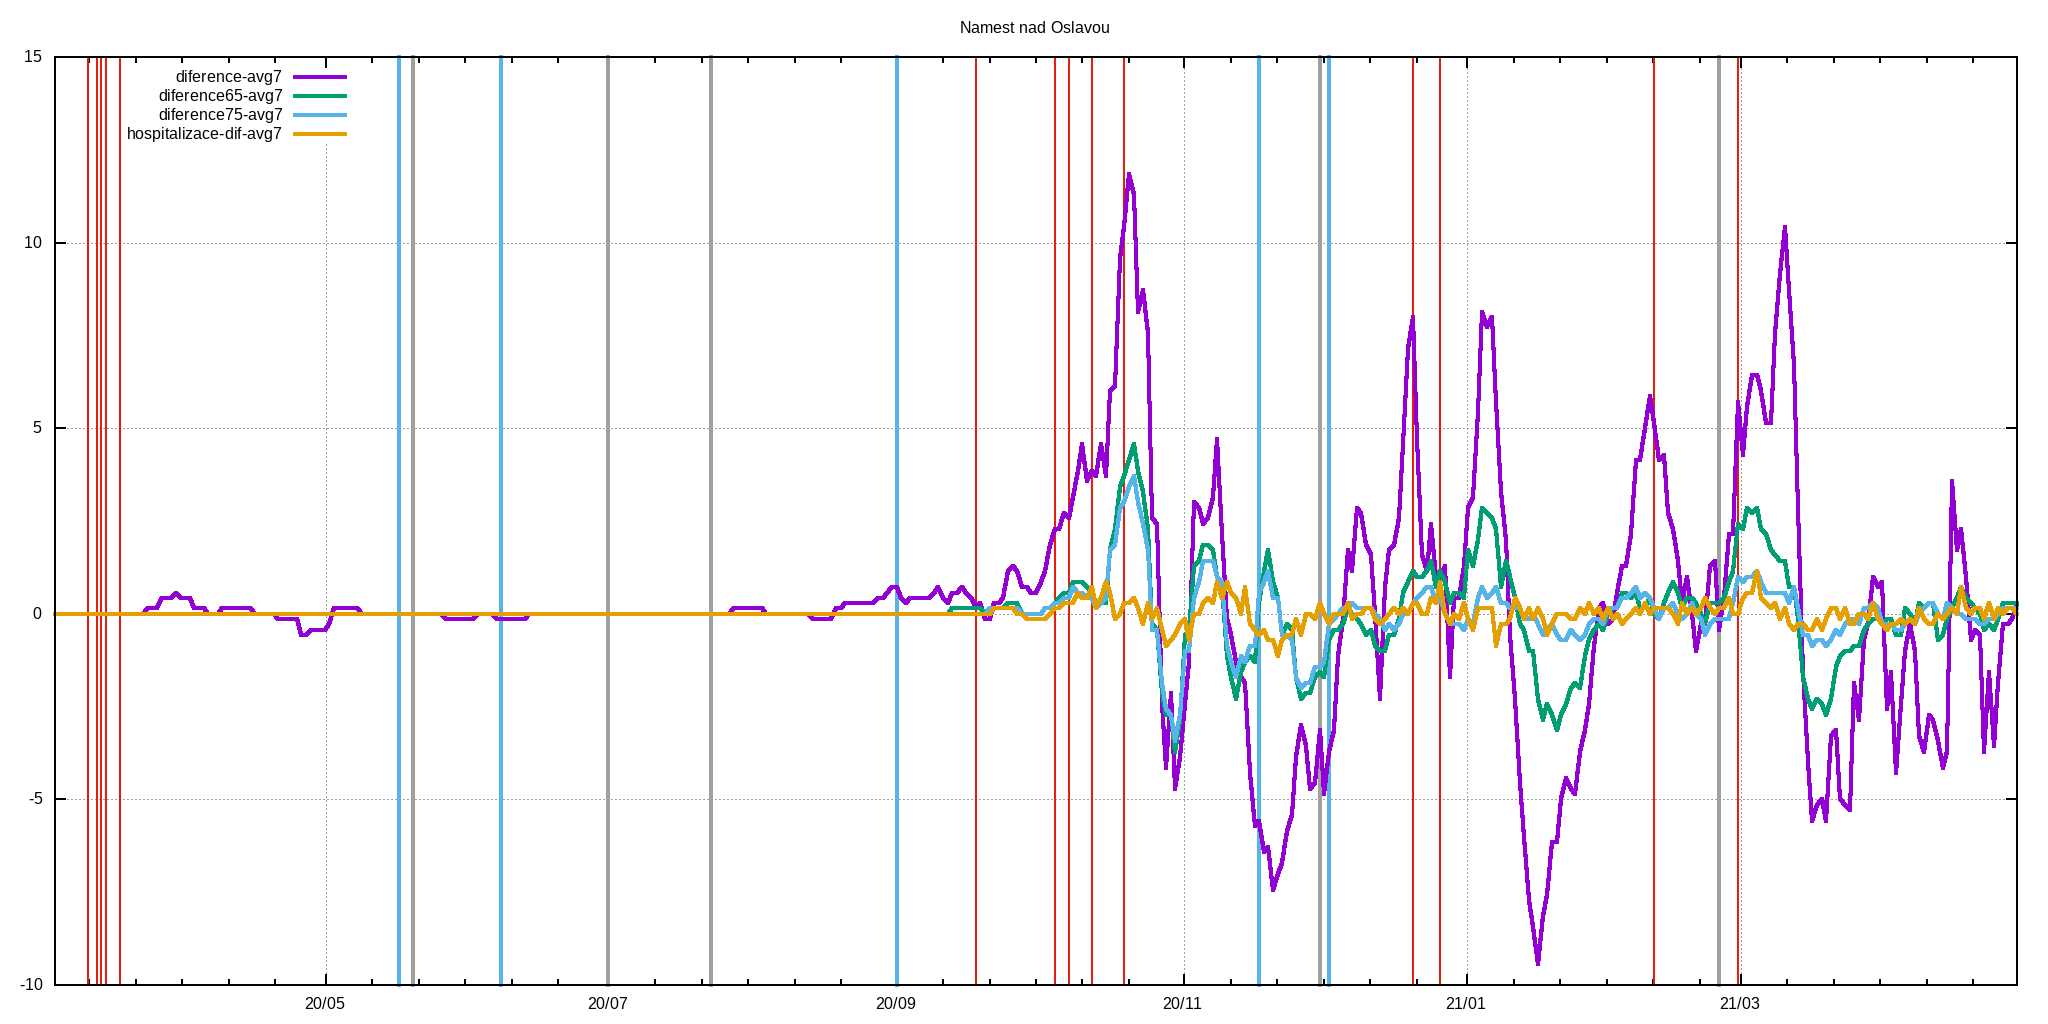 Namest nad Oslavou
15
10
5
0
-5
-10
diference-avg7
diference65-avg7
diference75-avg7
hospitalizace-dif-avg7
20/05
20/07
20/09
20/11
21/01
21/03